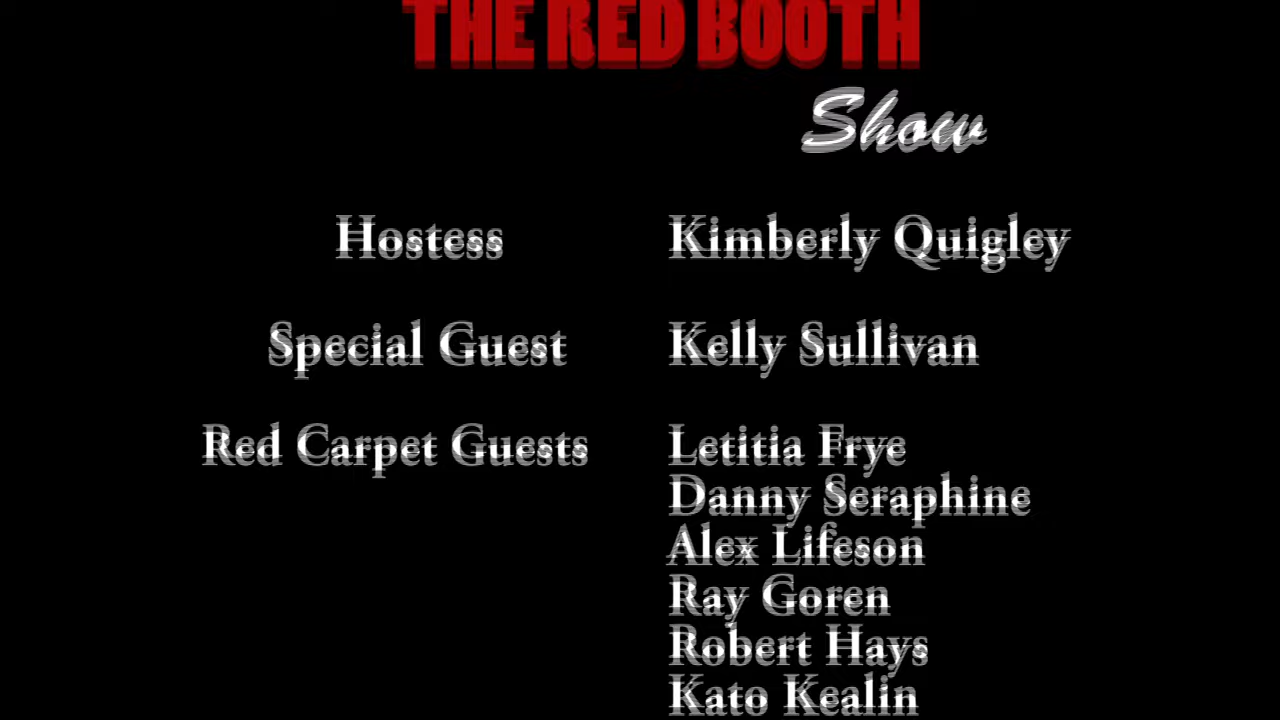 THE RED BOOTH
Show
Hostess Kimberly Quigley
Special Guest Kelly Sullivan
Red Carpet Guests Letitia Frye
Danny Seraphine
Alex Lifeson
Ray Goren
Robert Hays
Kato Kealin